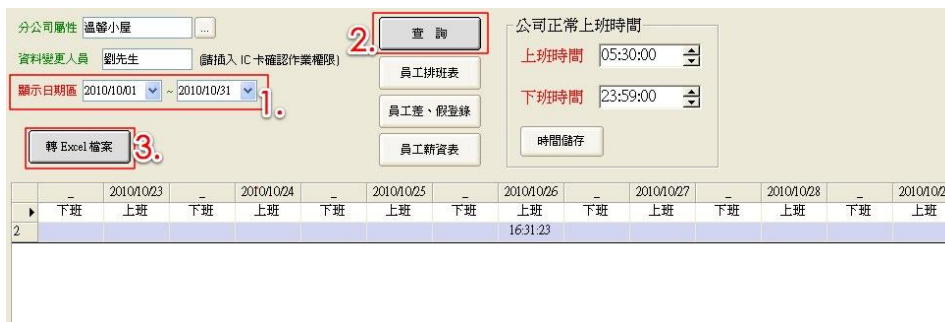 分公司屬性 溫馨小屋 ...
資料變更人員 劉先生 (請插入 IC 卡確認作業權限)
顯示日期區 2010/10/01 ~ 2010/10/31 1.
轉 Excel 檔案 3.
2. 查 詢
員工排班表
員工差、假登錄
員工薪資表
公司正常上班時間
上班時間 05:30:00
下班時間 23:59:00
時間儲存
_ 2010/10/23 _ 2010/10/24 _ 2010/10/25 _ 2010/10/26 _ 2010/10/27 _ 2010/10/28 _ 2010/10/2
下班 上班 下班 上班 下班 上班 下班 上班 下班 上班 下班 上班 下班 上班
2 16:31:23